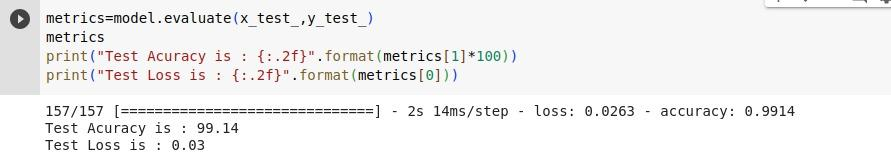 metrics=model.evaluate(x_test_,y_test_)
metrics
print("Test Acuracy is : {:.2f}".format(metrics[1]*100))
print("Test Loss is : {:.2f}".format(metrics[0]))
157/157 [==============================] - 2s 14ms/step - loss: 0.0263 - accuracy: 0.9914
Test Acuracy is : 99.14
Test Loss is : 0.03